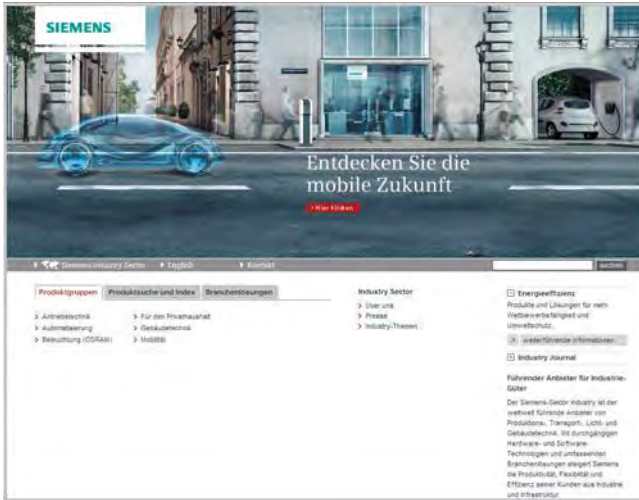 SIEMENS
Entdecken Sie die
mobile Zukunft
Hier klicken
Siemens Industry Sector
English
Kontakt
suchen
Produktgruppen
Produktsuche und Index
Branchenlösungen
Antriebstechnik
Automatisierung
Beleuchtung (OSRAM)
Für den Privathaushalt
Gebäudetechnik
Mobilität
Industry Sector
Über uns
Presse
Industry-Themen
Energieeffizienz
Produkte und Lösungen für mehr
Wettbewerbsfähigkeit und
Umweltschutz.
weiterführende Informationen
Industry Journal
Führender Anbieter für Industrie-
Güter
Der Siemens-Sektor Industry ist der
weltweit führende Anbieter von
Produktions-, Transport-, Licht- und
Gebäudetechnik. Mit durchgängigen
Hardware- und Software-
Technologien und umfassenden
Branchenlösungen steigert Siemens
die Produktivität, Flexibilität und
Effizienz seiner Kunden aus Industrie
und Infrastruktur